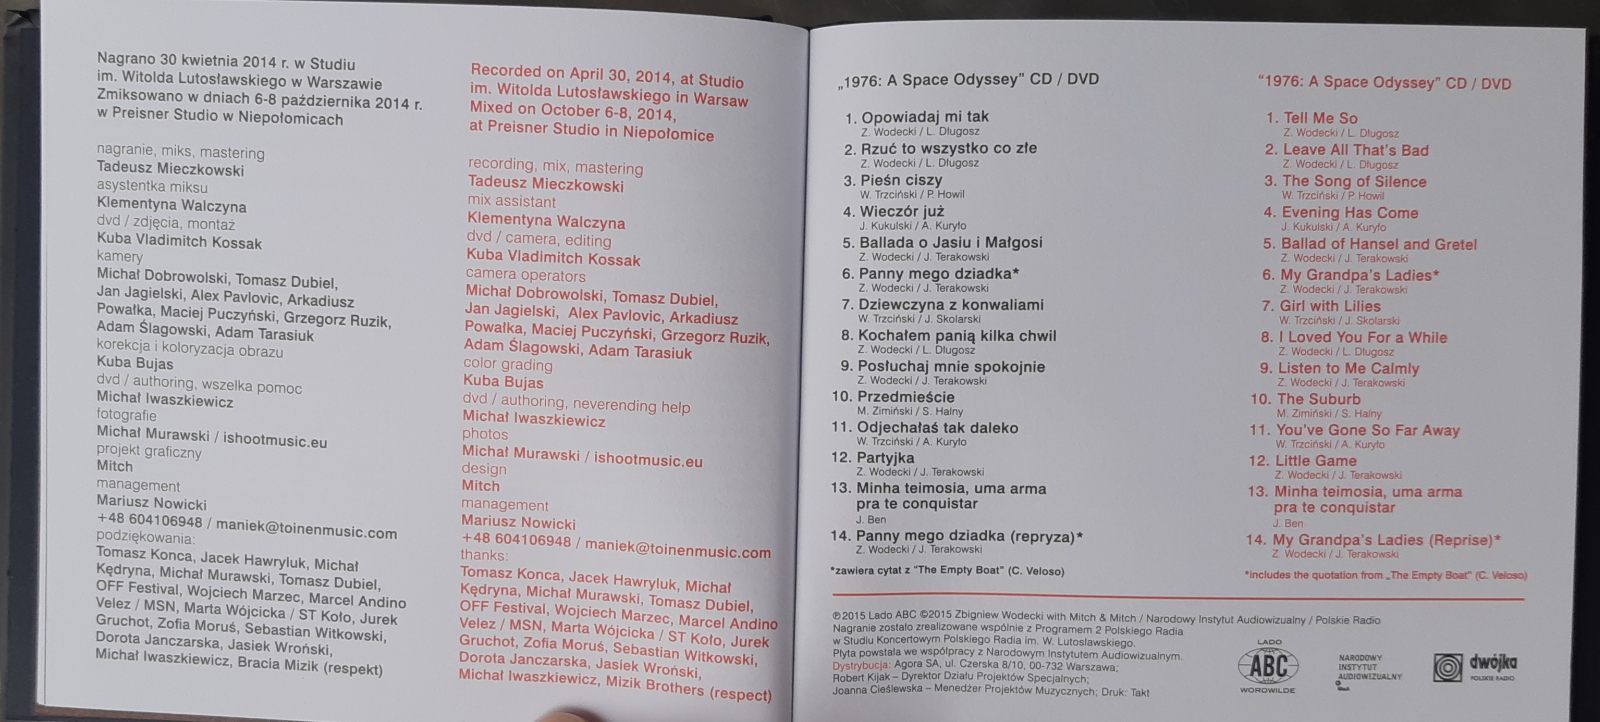 Nagrano 30 kwietnia 2014 r. w Studiu
im. Witolda Lutosławskiego w Warszawie
Zmiksowano w dniach 6-8 października 2014 r.
w Preisner Studio w Niepołomicach
nagranie, miks, mastering
Tadeusz Mieczkowski
asystentka miksu
Klementyna Walczyna
dvd / zdjęcia, montaż
Kuba Vladimitch Kossak
kamery
Michał Dobrowolski, Tomasz Dubiel,
Jan Jagielski, Alex Pavlovic, Arkadiusz
Powałka, Maciej Puczyński, Grzegorz Ruzik,
Adam Ślagowski, Adam Tarasiuk
korekcja i koloryzacja obrazu
Kuba Bujas
dvd / authoring, wszelka pomoc
Michał Iwaszkiewicz
fotografie
Michał Murawski / ishootmusic.eu
projekt graficzny
Mitch
management
Mariusz Nowicki
+48 604106948 / maniek@toinenmusic.com
podziękowania:
Tomasz Konca, Jacek Hawryluk, Michał
Kędryna, Michał Murawski, Tomasz Dubiel,
OFF Festival, Wojciech Marzec, Marcel Andino
Velez / MSN, Marta Wójcicka / ST Koło, Jurek
Gruchot, Zofia Moruś, Sebastian Witkowski,
Dorota Janczarska, Jasiek Wroński,
Michał Iwaszkiewicz, Bracia Mizik (respekt)
Recorded on April 30, 2014, at Studio
im. Witolda Lutosławskiego in Warsaw
Mixed on October 6-8, 2014,
at Preisner Studio in Niepołomice
recording, mix, mastering
Tadeusz Mieczkowski
mix assistant
Klementyna Walczyna
dvd / camera, editing
Kuba Vladimitch Kossak
camera operators
Michał Dobrowolski, Tomasz Dubiel,
Jan Jagielski, Alex Pavlovic, Arkadiusz
Powałka, Maciej Puczyński, Grzegorz Ruzik,
Adam Ślagowski, Adam Tarasiuk
color grading
Kuba Bujas
dvd / authoring, neverending help
Michał Iwaszkiewicz
photos
Michał Murawski / ishootmusic.eu
design
Mitch
management
Mariusz Nowicki
+48 604106948 / maniek@toinenmusic.com
thanks:
Tomasz Konca, Jacek Hawryluk, Michał
Kędryna, Michał Murawski, Tomasz Dubiel,
OFF Festival, Wojciech Marzec, Marcel Andino
Velez / MSN, Marta Wójcicka / ST Koło, Jurek
Gruchot, Zofia Moruś, Sebastian Witkowski,
Dorota Janczarska, Jasiek Wroński,
Michał Iwaszkiewicz, Mizik Brothers (respect)
„1976: A Space Odyssey” CD / DVD
1. Opowiadaj mi tak
Z. Wodecki / L. Długosz
2. Rzuć to wszystko co złe
Z. Wodecki / L. Długosz
3. Pieśn ciszy
W. Trzciński / P. Howil
4. Wieczór już
J. Kukulski / A. Kuryło
5. Ballada o Jasiu i Małgosi
Z. Wodecki / J. Terakowski
6. Panny mego dziadka*
Z. Wodecki / J. Terakowski
7. Dziewczyna z konwaliami
W. Trzciński / J. Skolarski
8. Kochałem panią kilka chwil
Z. Wodecki / L. Długosz
9. Posłuchaj mnie spokojnie
Z. Wodecki / J. Terakowski
10. Przedmieście
M. Zimiński / S. Halny
11. Odjechałaś tak daleko
W. Trzciński / A. Kuryło
12. Partyjka
Z. Wodecki / J. Terakowski
13. Minha teimosia, uma arma
pra te conquistar
J. Ben
14. Panny mego dziadka (repryza)*
Z. Wodecki / J. Terakowski
*zawiera cytat z "The Empty Boat" (C. Veloso)
“1976: A Space Odyssey” CD / DVD
1. Tell Me So
Z. Wodecki / L. Długosz
2. Leave All That's Bad
Z. Wodecki / L. Długosz
3. The Song of Silence
W. Trzciński / P. Howil
4. Evening Has Come
J. Kukulski / A. Kuryło
5. Ballad of Hansel and Gretel
Z. Wodecki / J. Terakowski
6. My Grandpa's Ladies*
Z. Wodecki / J. Terakowski
7. Girl with Lilies
W. Trzciński / J. Skolarski
8. I Loved You For a While
Z. Wodecki / L. Długosz
9. Listen to Me Calmly
Z. Wodecki / J. Terakowski
10. The Suburb
M. Zimiński / S. Halny
11. You've Gone So Far Away
W. Trzciński / A. Kuryło
12. Little Game
Z. Wodecki / J. Terakowski
13. Minha teimosia, uma arma
pra te conquistar
J. Ben
14. My Grandpa's Ladies (Reprise)*
Z. Wodecki / J. Terakowski
*includes the quotation from „The Empty Boat" (C. Veloso)
℗2015 Lado ABC ©2015 Zbigniew Wodecki with Mitch & Mitch / Narodowy Instytut Audiowizualny / Polskie Radio
Nagranie zostało zrealizowane wspólnie z Programem 2 Polskiego Radia
w Studiu Koncertowym Polskiego Radia im. W. Lutosławskiego.
Płyta powstała we współpracy z Narodowym Instytutem Audiowizualnym.
Dystrybucja: Agora SA, ul. Czerska 8/10, 00-732 Warszawa;
Robert Kijak – Dyrektor Działu Projektów Specjalnych;
Joanna Cieślewska – Menedżer Projektów Muzycznych; Druk: Takt
LADO
ABC
WOROWILDE
NARODOWY
INSTYTUT
AUDIOWIZUALNY
dwójka
POLSKIE RADIO